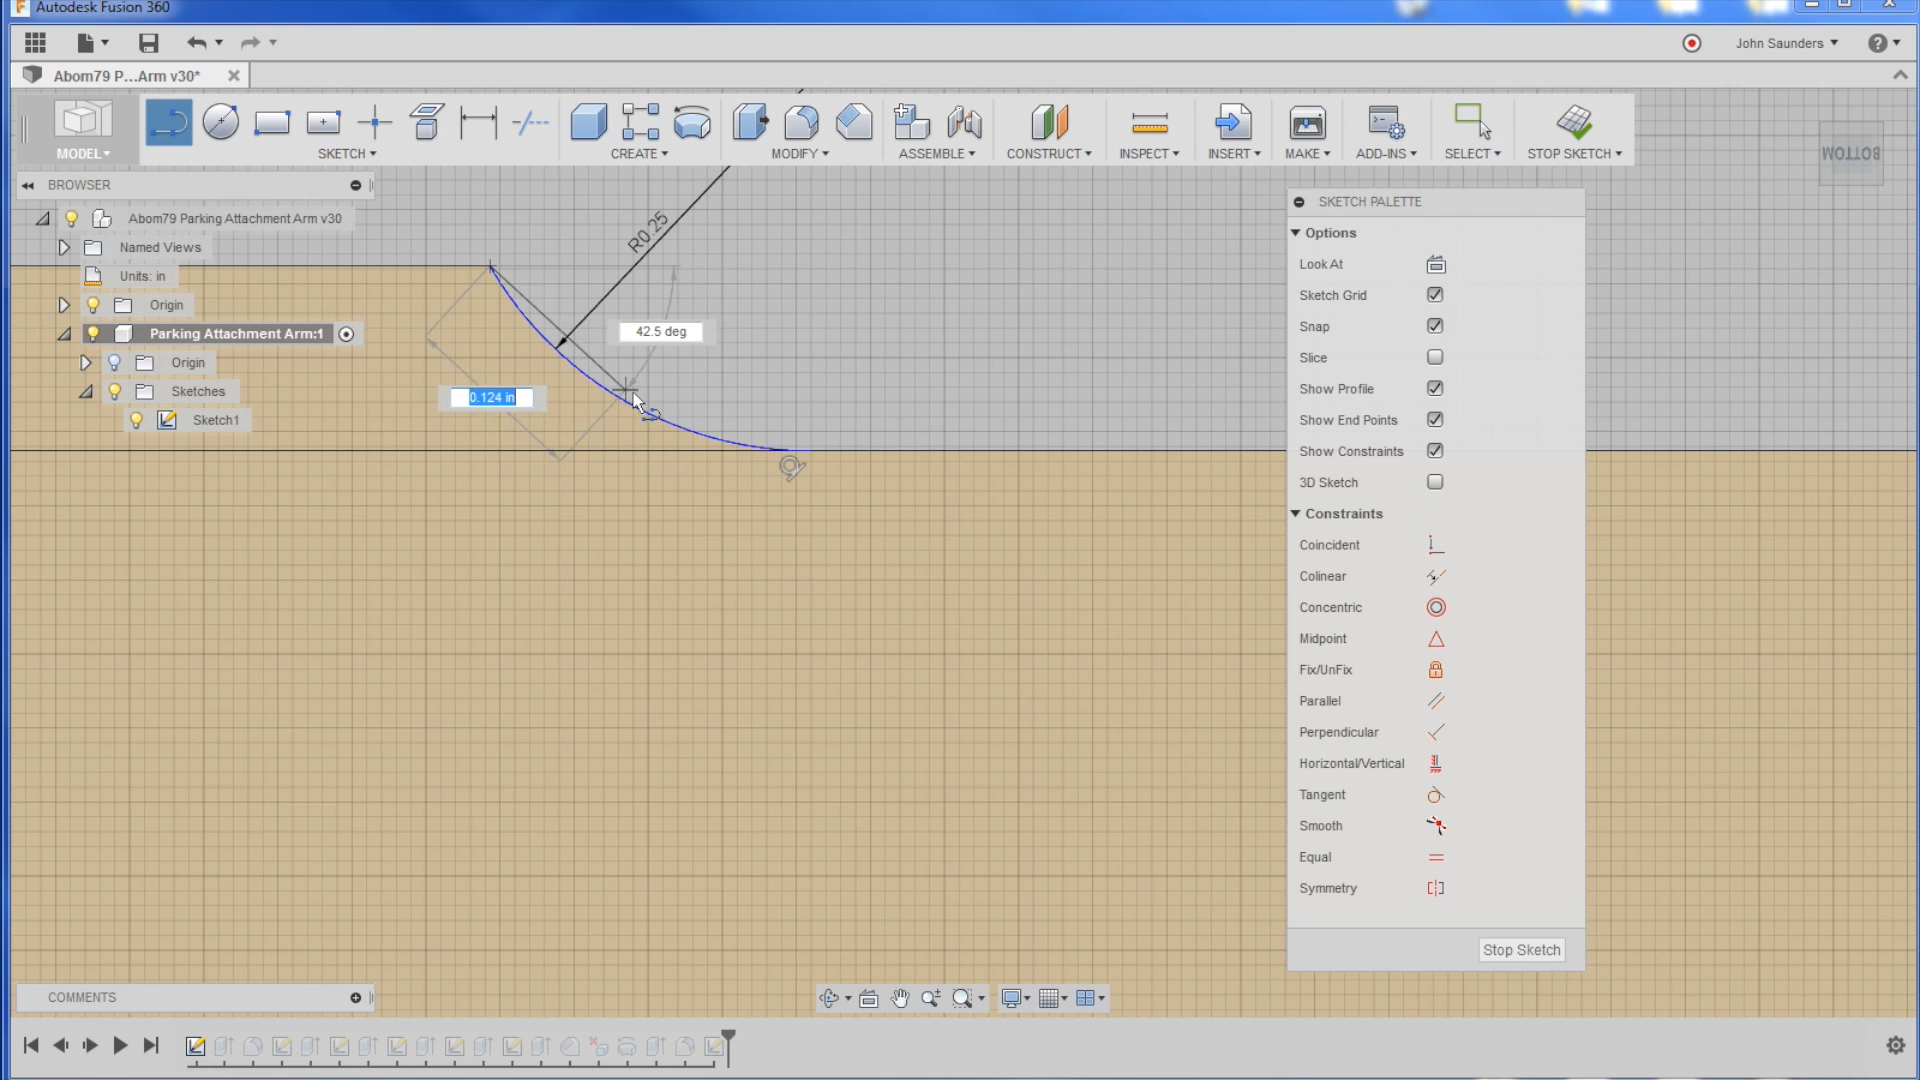 Autodesk Fusion 360
John Saunders
Abom79 P...Arm v30*
MODEL
SKETCH
CREATE
MODIFY
ASSEMBLE
CONSTRUCT
INSPECT
INSERT
MAKE
ADD-INS
SELECT
STOP SKETCH
BOTTOM
BROWSER
Abom79 Parking Attachment Arm v30
Named Views
Units: in
Origin
Parking Attachment Arm:1
Origin
Sketches
Sketch1
R0.25
42.5 deg
0.124 in
SKETCH PALETTE
Options
Look At
Sketch Grid
Snap
Slice
Show Profile
Show End Points
Show Constraints
3D Sketch
Constraints
Coincident
Colinear
Concentric
Midpoint
Fix/UnFix
Parallel
Perpendicular
Horizontal/Vertical
Tangent
Smooth
Equal
Symmetry
Stop Sketch
COMMENTS